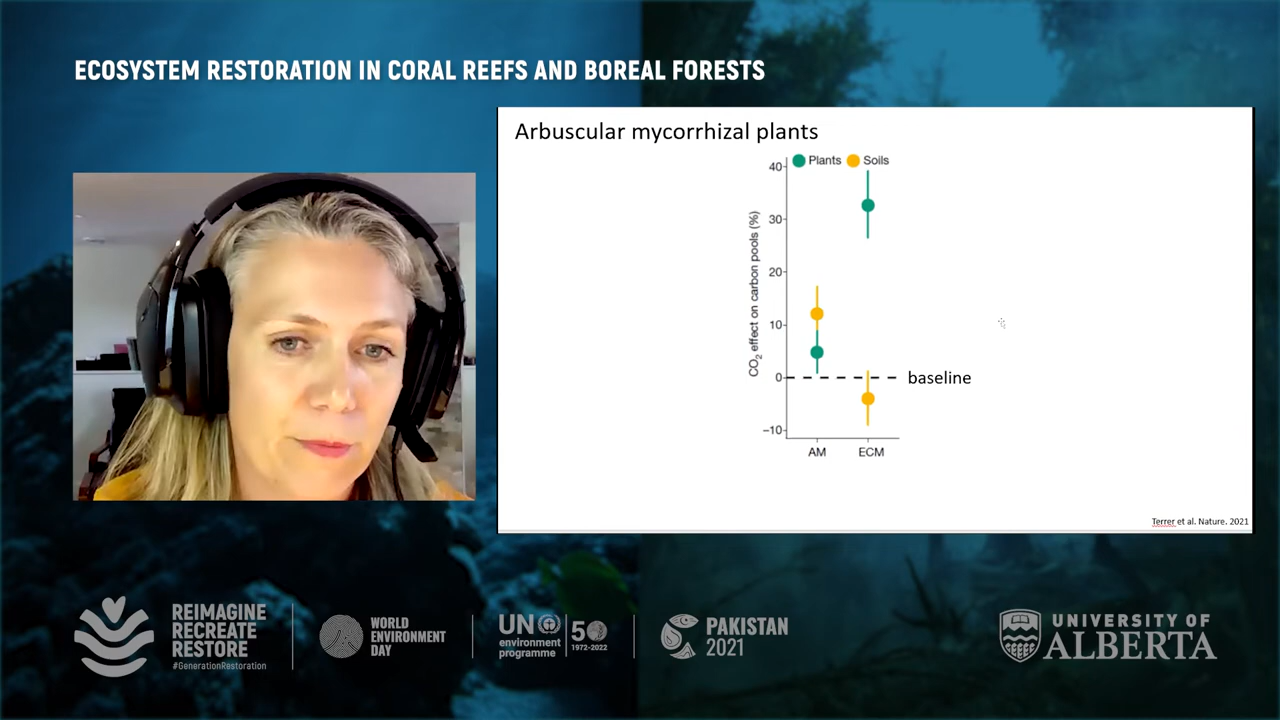 ECOSYSTEM RESTORATION IN CORAL REEFS AND BOREAL FORESTS
Arbuscular mycorrhizal plants
Plants Soils
CO2 effect on carbon pools (%)
40
30
20
10
0
−10
baseline
AM ECM
Terrer et al. Nature. 2021
REIMAGINE
RECREATE
RESTORE
#GenerationRestoration
WORLD
ENVIRONMENT
DAY
UN
environment
programme
50
1972-2022
PAKISTAN
2021
UNIVERSITY OF
ALBERTA